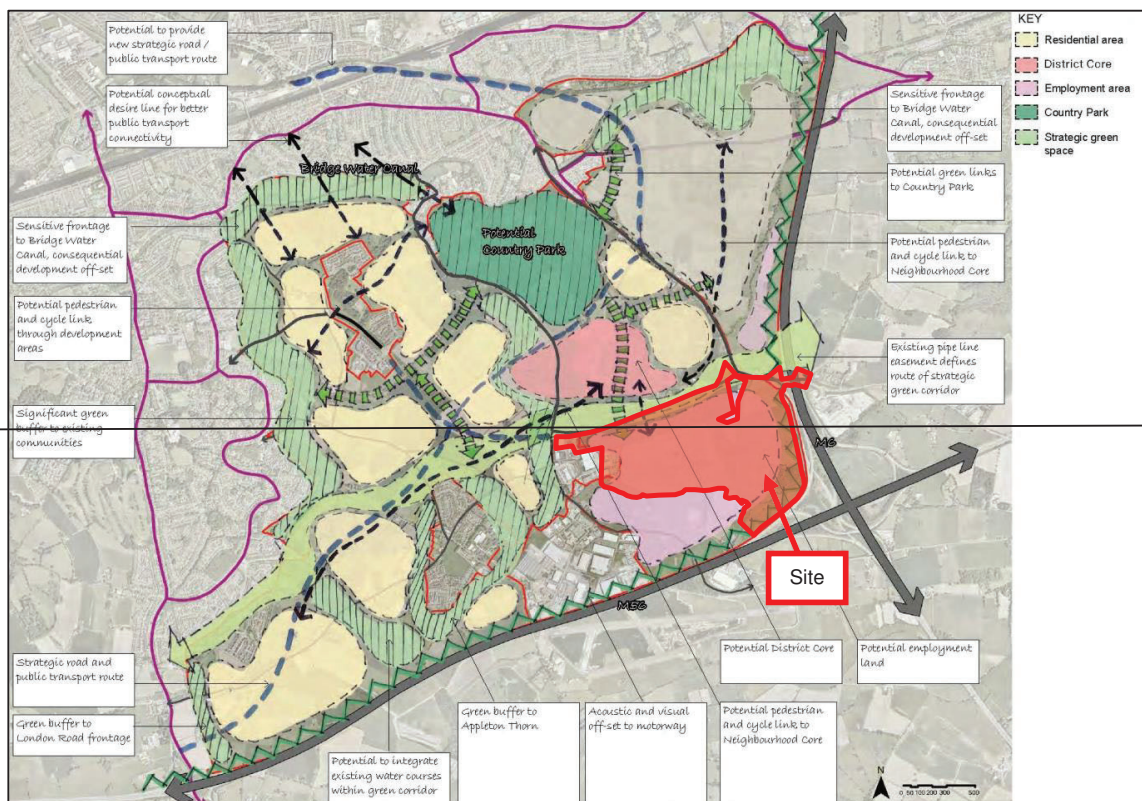 Potential to provide
new strategic road /
public transport route
Potential conceptual
desire line for better
public transport
connectivity
Bridge Water Canal
Sensitive frontage
to Bridge Water
Canal, consequential
development off-set
Potential pedestrian
and cycle link
through development
areas
Significant green
buffer to existing
communities
Strategic road and
public transport route
Green buffer to
London Road frontage
Potential
Country Park
KEY
Residential area
District Core
Employment area
Country Park
Strategic green
space
Sensitive frontage
to Bridge Water
Canal, consequential
development off-set
Potential green links
to Country Park
Potential pedestrian
and cycle link to
Neighbourhood Core
Existing pipe line
easement defines
route of strategic
green corridor
M6
M56
Site
Potential to integrate
existing water courses
within green corridor
Green buffer to
Appleton Thorn
Acoustic and visual
off-set to motorway
Potential pedestrian
and cycle link to
Neighbourhood Core
Potential District Core
Potential employment
land
N
0 50 100 200 300 500